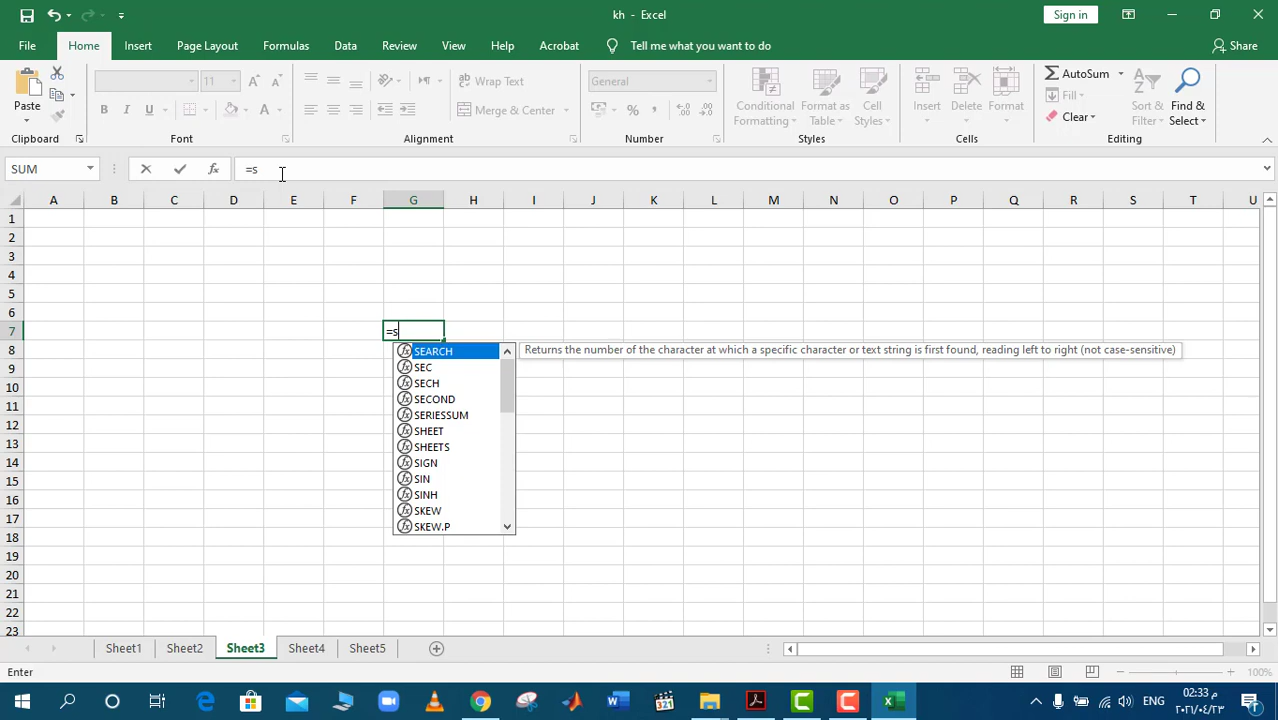 kh - Excel
Sign in
File Home Insert Page Layout Formulas Data Review View Help Acrobat Tell me what you want to do Share
Paste
11
Wrap Text
General
Merge & Center
Conditional Formatting
Format as Table
Cell Styles
Insert Delete Format
AutoSum
Fill
Clear
Sort & Filter
Find & Select
Clipboard Font Alignment Number Styles Cells Editing
SUM fx =s
A B C D E F G H I J K L M N O P Q R S T U
1
2
3
4
5
6
7 =s
8 SEARCH Returns the number of the character at which a specific character or text string is first found, reading left to right (not case-sensitive)
9 SEC
SECH
10 SECOND
11 SERIESSUM
12 SHEET
13 SHEETS
14 SIGN
15 SIN
16 SINH
17 SKEW
SKEW.P
18
19
20
21
22
23
Sheet1 Sheet2 Sheet3 Sheet4 Sheet5
Enter 100%
ENG
02:33 م
٢٠٢١/٠٤/٢٣